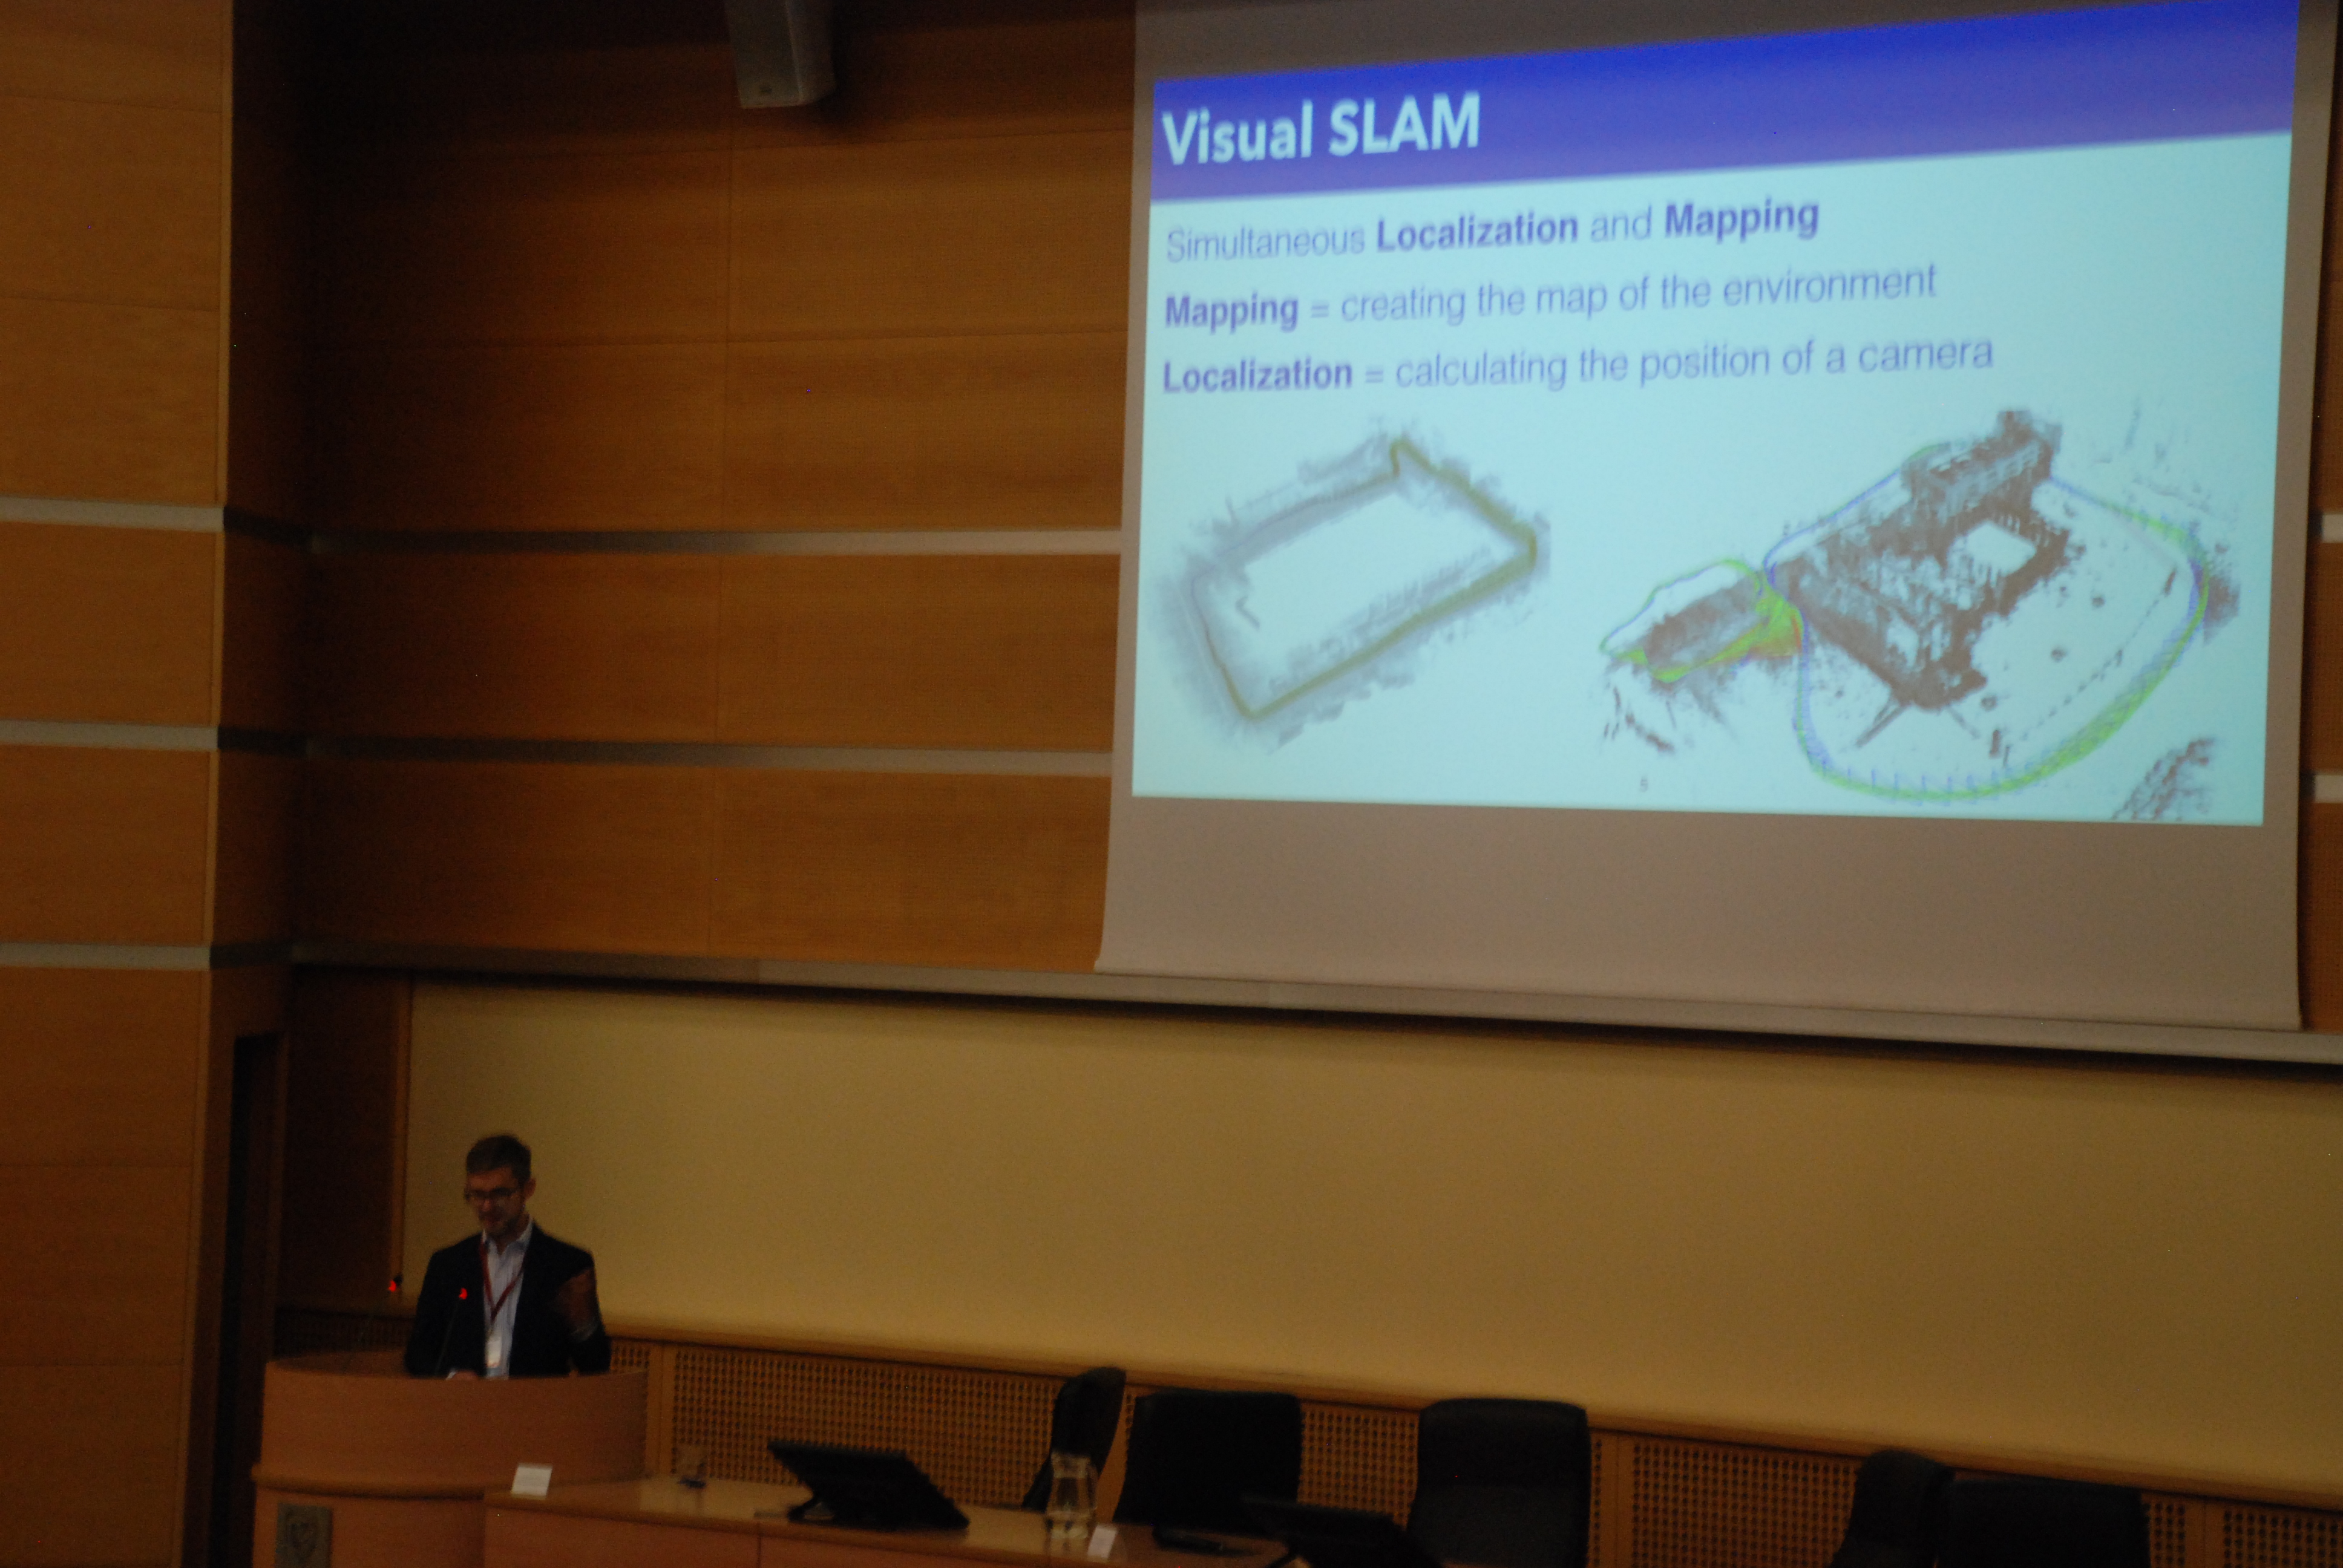 Visual SLAM
Simultaneous Localization and Mapping
Mapping = creating the map of the environment
Localization = calculating the position of a camera
5